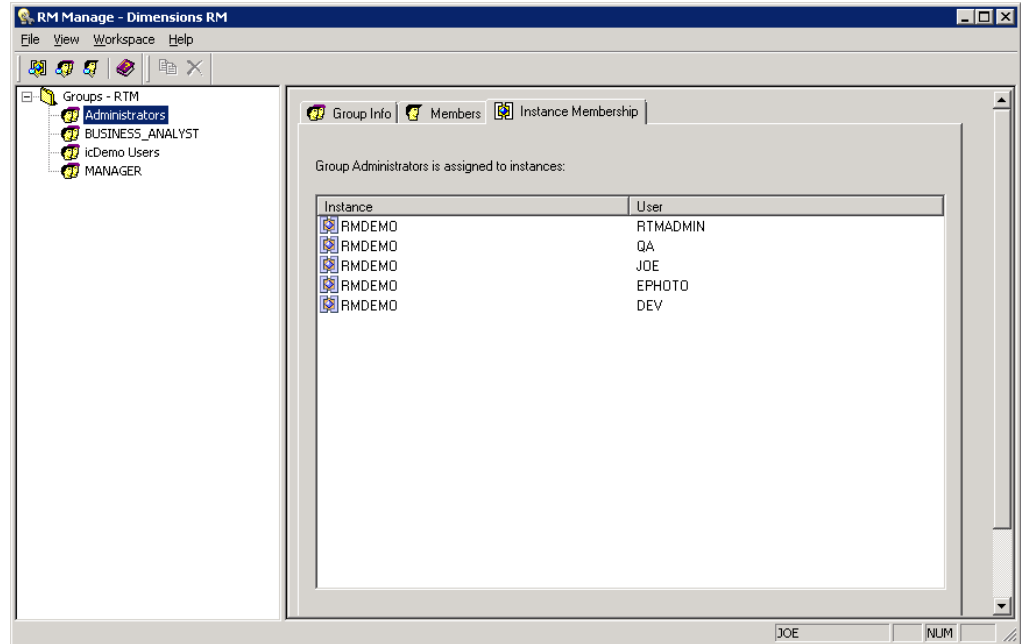 RM Manage - Dimensions RM
File View Workspace Help
Groups - RTM
Administrators
BUSINESS_ANALYST
icDemo Users
MANAGER
Group Info Members Instance Membership
Group Administrators is assigned to instances:
Instance User
RMDEMO RTMADMIN
RMDEMO QA
RMDEMO JOE
RMDEMO EPHOTO
RMDEMO DEV
JOE NUM